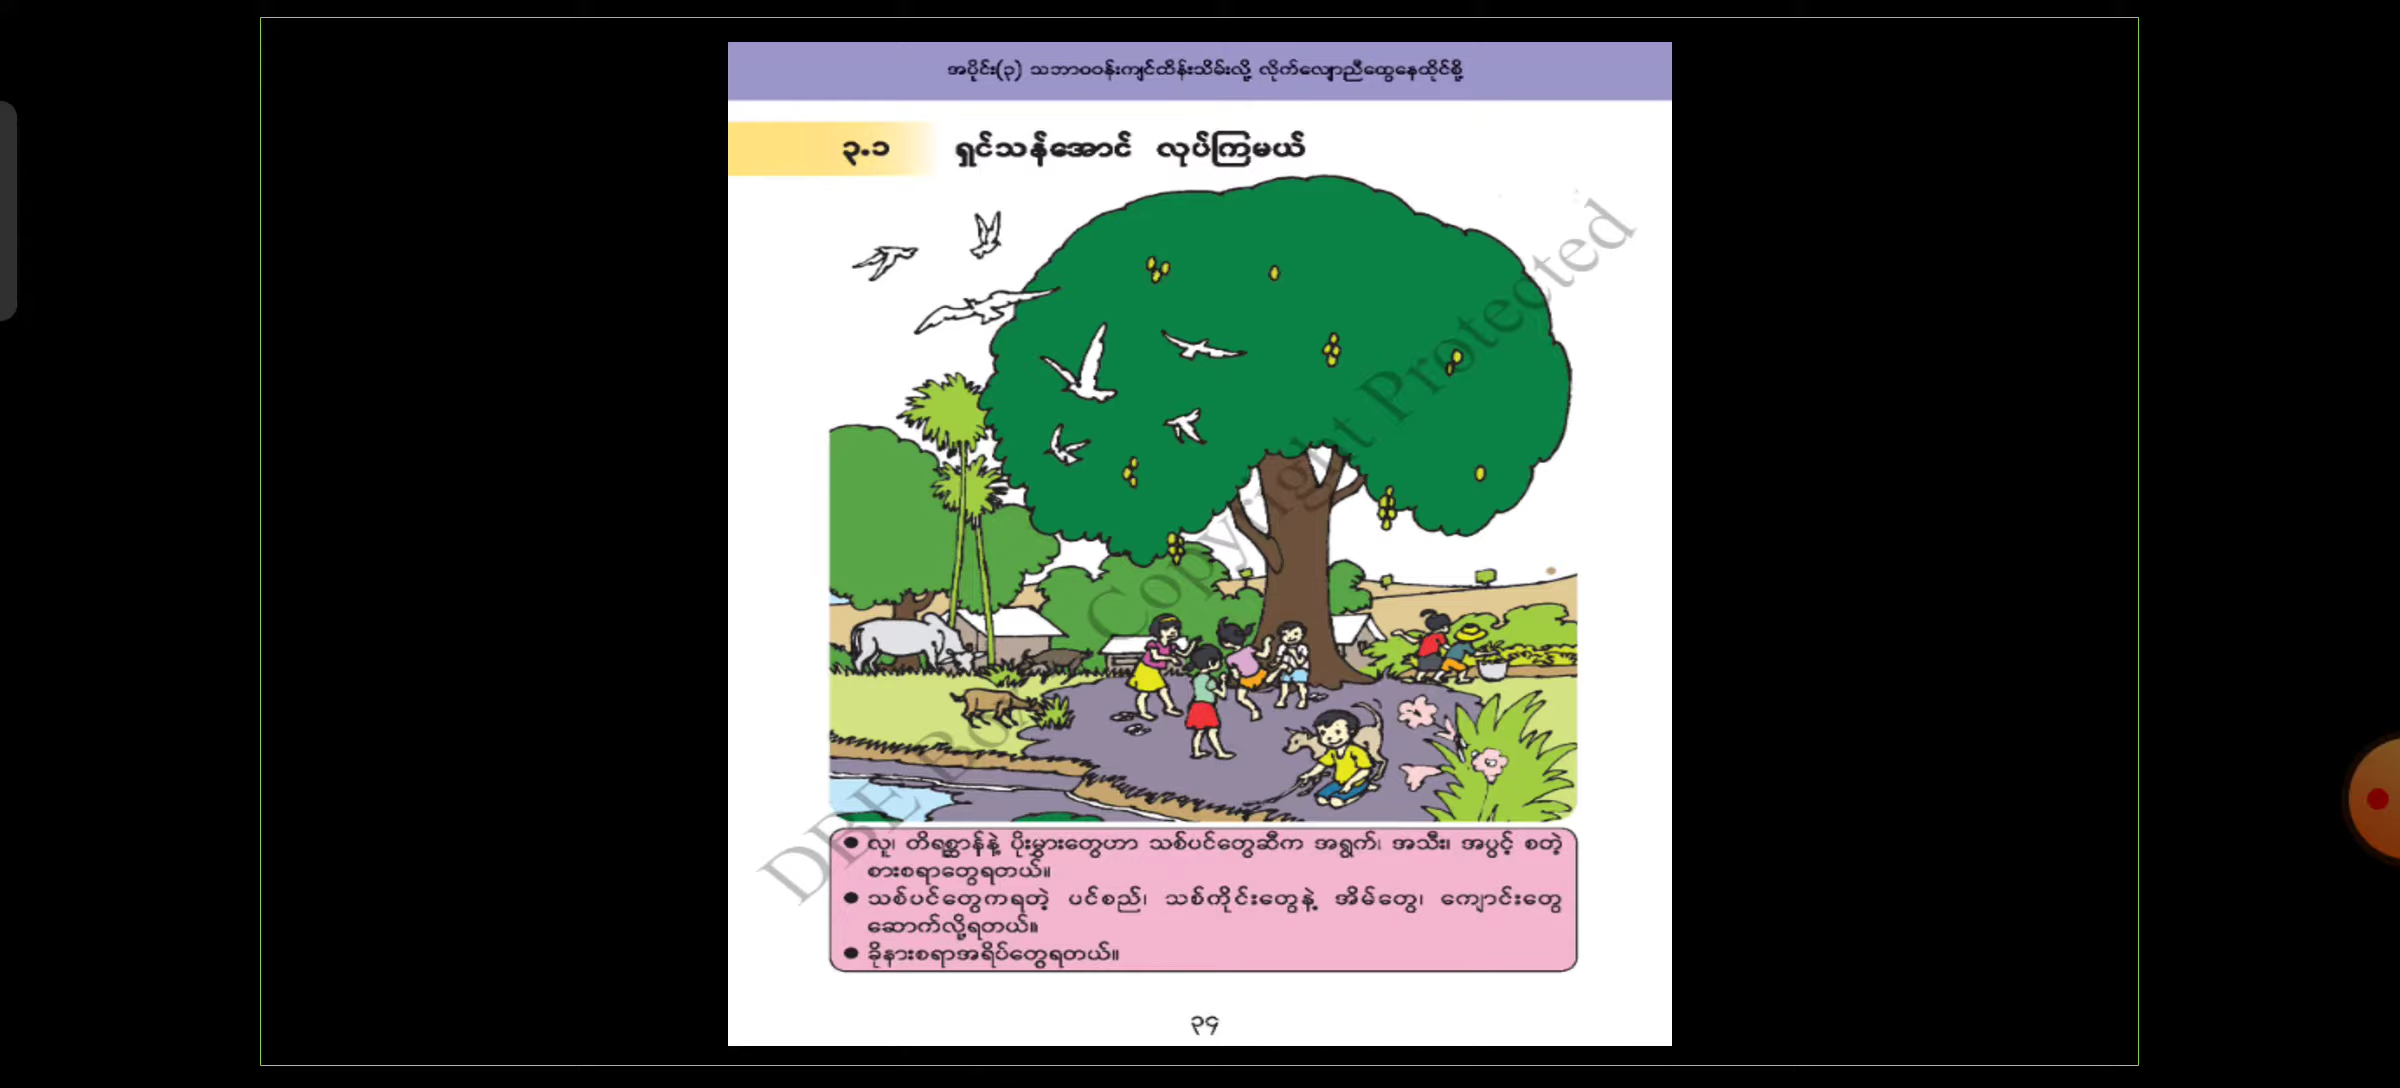 အပိုင်း(၃) သဘာဝဝန်းကျင်ထိန်းသိမ်းလို့ လိုက်လျောညီထွေနေထိုင်စို့
၃.၁ ရှင်သန်အောင် လုပ်ကြမယ်
DBE Book Copyright Protected
● လူ၊ တိရစ္ဆာန်နဲ့ ပိုးမွှားတွေဟာ သစ်ပင်တွေဆီက အရွက်၊ အသီး၊ အပွင့် စတဲ့
စားစရာတွေရတယ်။
● သစ်ပင်တွေကရတဲ့ ပင်စည်၊ သစ်ကိုင်းတွေနဲ့ အိမ်တွေ၊ ကျောင်းတွေ
ဆောက်လို့ရတယ်။
● ခိုနားစရာအရိပ်တွေရတယ်။
၃၄